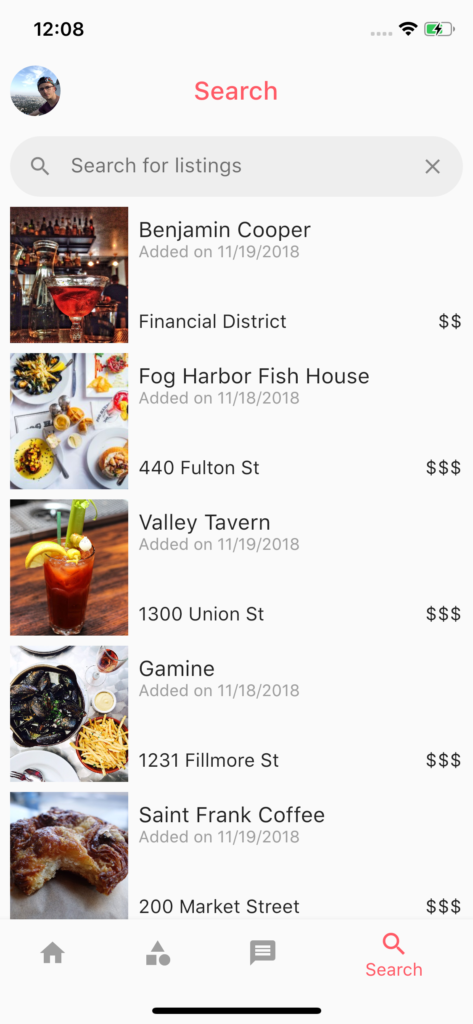 12:08
Search
Search for listings
Benjamin Cooper
Added on 11/19/2018
Financial District $$
Fog Harbor Fish House
Added on 11/18/2018
440 Fulton St $$$
Valley Tavern
Added on 11/19/2018
1300 Union St $$$
Gamine
Added on 11/18/2018
1231 Fillmore St $$$
Saint Frank Coffee
Added on 11/19/2018
200 Market Street $$$
Search